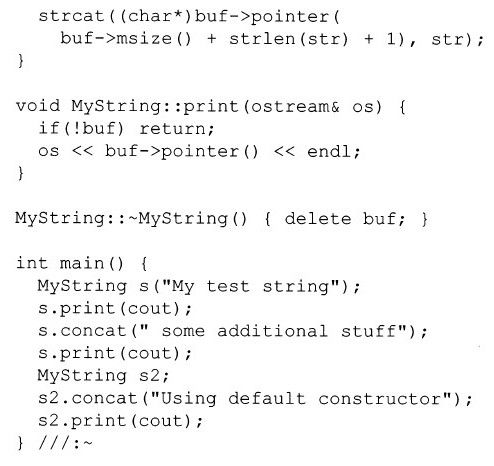 strcat((char*)buf->pointer(
buf->msize() + strlen(str) + 1), str);
}
void MyString::print(ostream& os) {
if(!buf) return;
os << buf->pointer() << endl;
}
MyString::~MyString() { delete buf; }
int main() {
MyString s("My test string");
s.print(cout);
s.concat(" some additional stuff");
s.print(cout);
MyString s2;
s2.concat("Using default constructor");
s2.print(cout);
} ///:~